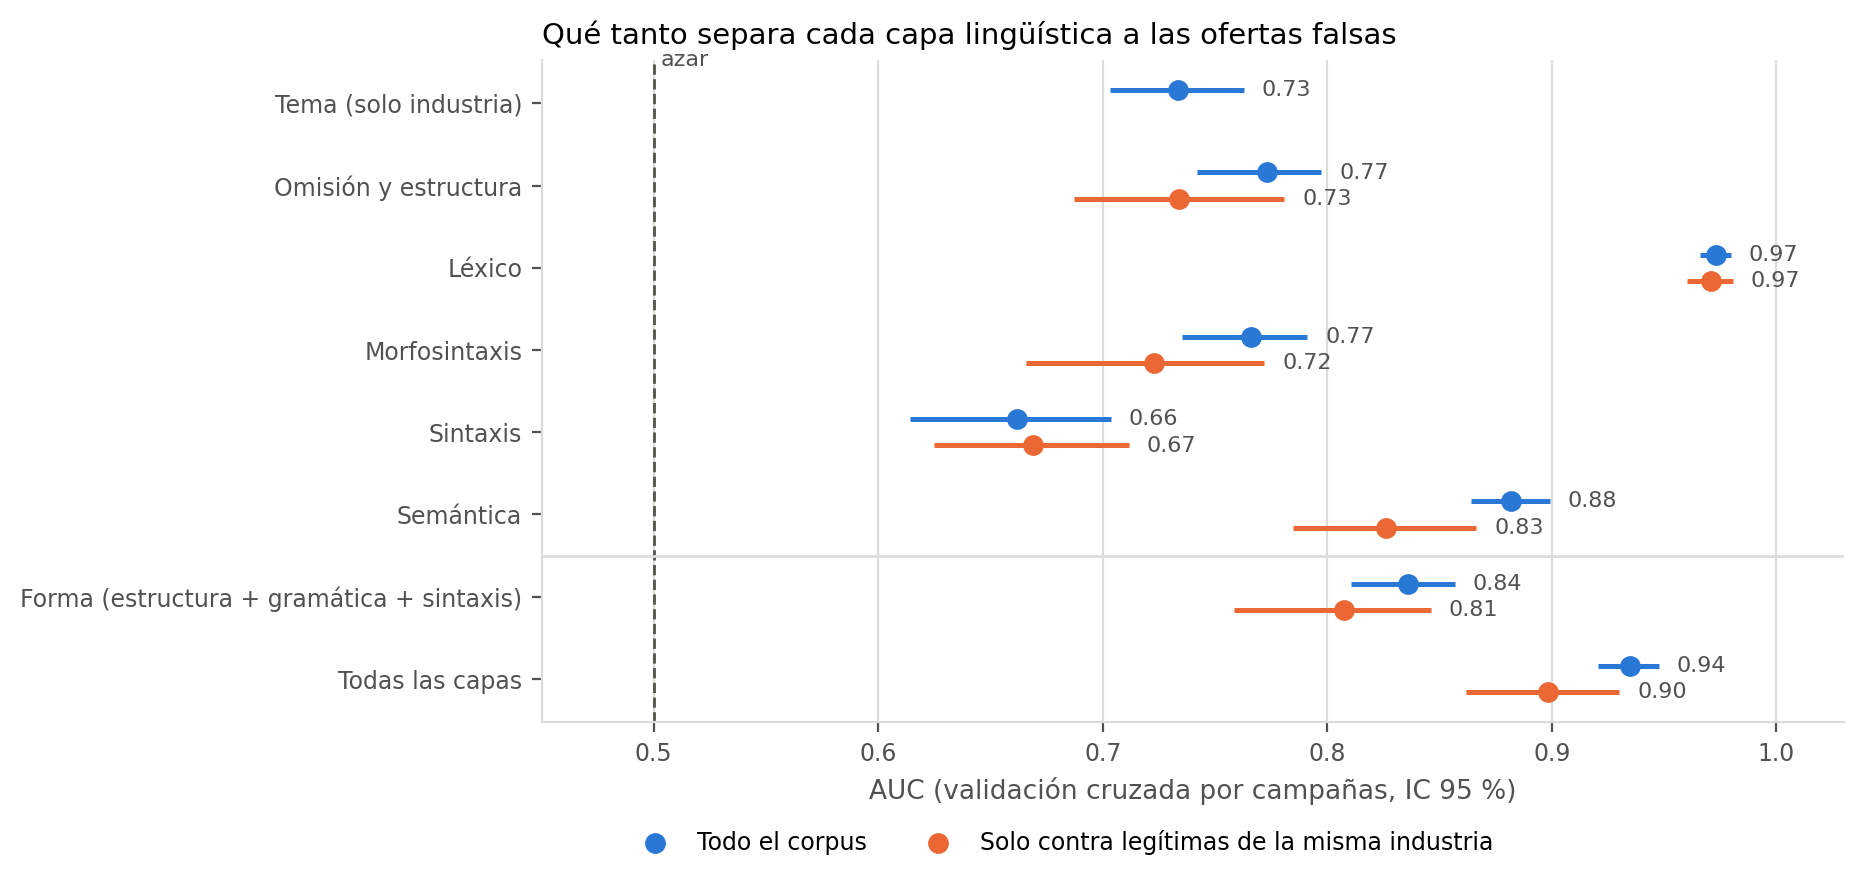 Qué tanto separa cada capa lingüística a las ofertas falsas
azar
Tema (solo industria)
0.73
Omisión y estructura
0.77
0.73
Léxico
0.97
0.97
Morfosintaxis
0.77
0.72
Sintaxis
0.66
0.67
Semántica
0.88
0.83
Forma (estructura + gramática + sintaxis)
0.84
0.81
Todas las capas
0.94
0.90
0.5 0.6 0.7 0.8 0.9 1.0
AUC (validación cruzada por campañas, IC 95 %)
Todo el corpus Solo contra legítimas de la misma industria